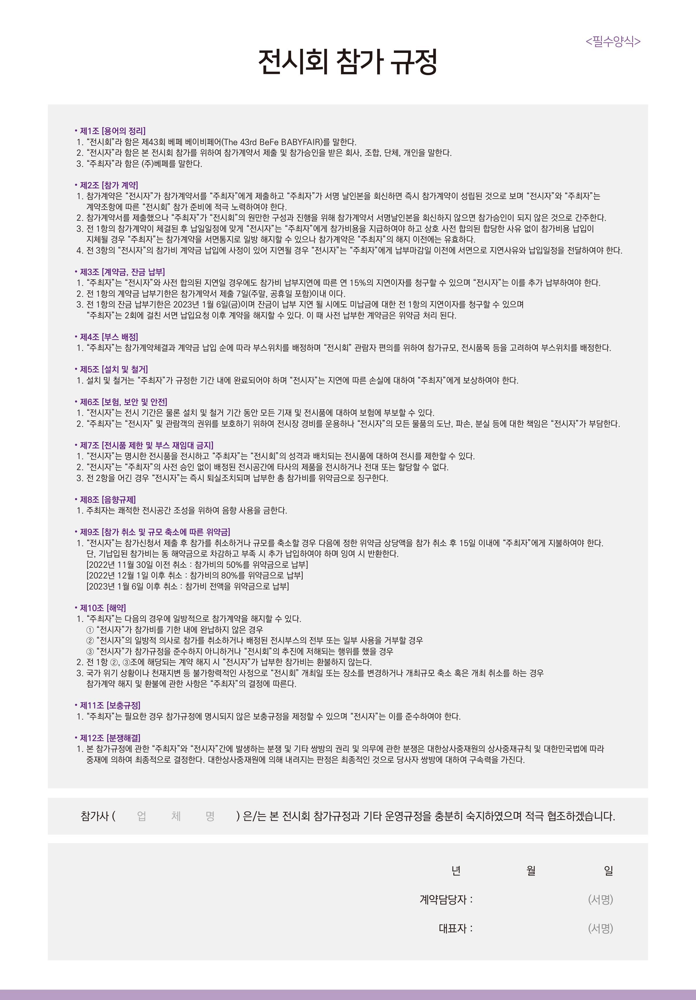 <필수양식>
전시회 참가 규정
• 제1조 [용어의 정리]
1. “전시회”라 함은 제43회 베페 베이비페어(The 43rd BeFe BABYFAIR)를 말한다.
2. “전시자”라 함은 본 전시회 참가를 위하여 참가계약서 제출 및 참가승인을 받은 회사, 조합, 단체, 개인을 말한다.
3. “주최자”라 함은 (주)베페를 말한다.
• 제2조 [참가 계약]
1. 참가계약은 “전시자”가 참가계약서를 “주최자”에게 제출하고 “주최자”가 서명 날인본을 회신하면 즉시 참가계약이 성립된 것으로 보며 “전시자”와 “주최자”는
계약조항에 따른 “전시회” 참가 준비에 적극 노력하여야 한다.
2. 참가계약서를 제출했으나 “주최자”가 “전시회”의 원만한 구성과 진행을 위해 참가계약서 서명날인본을 회신하지 않으면 참가승인이 되지 않은 것으로 간주한다.
3. 전 1항의 참가계약이 체결된 후 납일일정에 맞게 “전시자”는 “주최자”에게 참가비용을 지급하여야 하고 상호 사전 합의된 합당한 사유 없이 참가비용 납입이
지체될 경우 “주최자”는 참가계약을 서면통지로 일방 해지할 수 있으나 참가계약은 “주최자”의 해지 이전에는 유효하다.
4. 전 3항의 “전시자”의 참가비 계약금 납입에 사정이 있어 지연될 경우 “전시자”는 “주최자”에게 납부마감일 이전에 서면으로 지연사유와 납입일정을 전달하여야 한다.
• 제3조 [계약금, 잔금 납부]
1. “주최자”는 “전시자”와 사전 합의된 지연일 경우에도 참가비 납부지연에 따른 연 15%의 지연이자를 청구할 수 있으며 “전시자”는 이를 추가 납부하여야 한다.
2. 전 1항의 계약금 납부기한은 참가계약서 제출 7일(주말, 공휴일 포함)이내 이다.
3. 전 1항의 잔금 납부기한은 2023년 1월 6일(금)이며 잔금이 납부 지연 될 시에도 미납금에 대한 전 1항의 지연이자를 청구할 수 있으며
“주최자”는 2회에 걸친 서면 납입요청 이후 계약을 해지할 수 있다. 이 때 사전 납부한 계약금은 위약금 처리 된다.
• 제4조 [부스 배정]
1. “주최자”는 참가계약체결과 계약금 납입 순에 따라 부스위치를 배정하며 “전시회” 관람자 편의를 위하여 참가규모, 전시품목 등을 고려하여 부스위치를 배정한다.
• 제5조 [설치 및 철거]
1. 설치 및 철거는 “주최자”가 규정한 기간 내에 완료되어야 하며 “전시자”는 지연에 따른 손실에 대하여 “주최자”에게 보상하여야 한다.
• 제6조 [보험, 보안 및 안전]
1. “전시자”는 전시 기간은 물론 설치 및 철거 기간 동안 모든 기재 및 전시품에 대하여 보험에 부보할 수 있다.
2. “주최자”는 “전시자” 및 관람객의 권위를 보호하기 위하여 전시장 경비를 운용하나 “전시자”의 모든 물품의 도난, 파손, 분실 등에 대한 책임은 “전시자”가 부담한다.
• 제7조 [전시품 제한 및 부스 재임대 금지]
1. “전시자”는 명시한 전시품을 전시하고 “주최자”는 “전시회”의 성격과 배치되는 전시품에 대하여 전시를 제한할 수 있다.
2. “전시자”는 “주최자”의 사전 승인 없이 배정된 전시공간에 타사의 제품을 전시하거나 전대 또는 할당할 수 없다.
3. 전 2항을 어긴 경우 “전시자”는 즉시 퇴실조치되며 납부한 총 참가비를 위약금으로 징구한다.
• 제8조 [음향규제]
1. 주최자는 쾌적한 전시공간 조성을 위하여 음향 사용을 금한다.
• 제9조 [참가 취소 및 규모 축소에 따른 위약금]
1. “전시자”는 참가신청서 제출 후 참가를 취소하거나 규모를 축소할 경우 다음에 정한 위약금 상당액을 참가 취소 후 15일 이내에 “주최자”에게 지불하여야 한다.
단, 기납입된 참가비는 동 해약금으로 차감하고 부족 시 추가 납입하여야 하며 잉여 시 반환한다.
[2022년 11월 30일 이전 취소 : 참가비의 50%를 위약금으로 납부]
[2022년 12월 1일 이후 취소 : 참가비의 80%를 위약금으로 납부]
[2023년 1월 6일 이후 취소 : 참가비 전액을 위약금으로 납부]
• 제10조 [해약]
1. “주최자”는 다음의 경우에 일방적으로 참가계약을 해지할 수 있다.
① “전시자”가 참가비를 기한 내에 완납하지 않은 경우
② “전시자”의 일방적 의사로 참가를 취소하거나 배정된 전시부스의 전부 또는 일부 사용을 거부할 경우
③ “전시자”가 참가규정을 준수하지 아니하거나 “전시회”의 추진에 저해되는 행위를 했을 경우
2. 전 1항 ②, ③조에 해당되는 계약 해지 시 “전시자”가 납부한 참가비는 환불하지 않는다.
3. 국가 위기 상황이나 천재지변 등 불가항력적인 사정으로 “전시회” 개최일 또는 장소를 변경하거나 개최규모 축소 혹은 개최 취소를 하는 경우
참가계약 해지 및 환불에 관한 사항은 “주최자”의 결정에 따른다.
• 제11조 [보충규정]
1. “주최자”는 필요한 경우 참가규정에 명시되지 않은 보충규정을 제정할 수 있으며 “전시자”는 이를 준수하여야 한다.
• 제12조 [분쟁해결]
1. 본 참가규정에 관한 “주최자”와 “전시자”간에 발생하는 분쟁 및 기타 쌍방의 권리 및 의무에 관한 분쟁은 대한상사중재원의 상사중재규칙 및 대한민국법에 따라
중재에 의하여 최종적으로 결정한다. 대한상사중재원에 의해 내려지는 판정은 최종적인 것으로 당사자 쌍방에 대하여 구속력을 가진다.
참가사 ( 업 체 명 ) 은/는 본 전시회 참가규정과 기타 운영규정을 충분히 숙지하였으며 적극 협조하겠습니다.
년 월 일
계약담당자 : (서명)
대표자 : (서명)